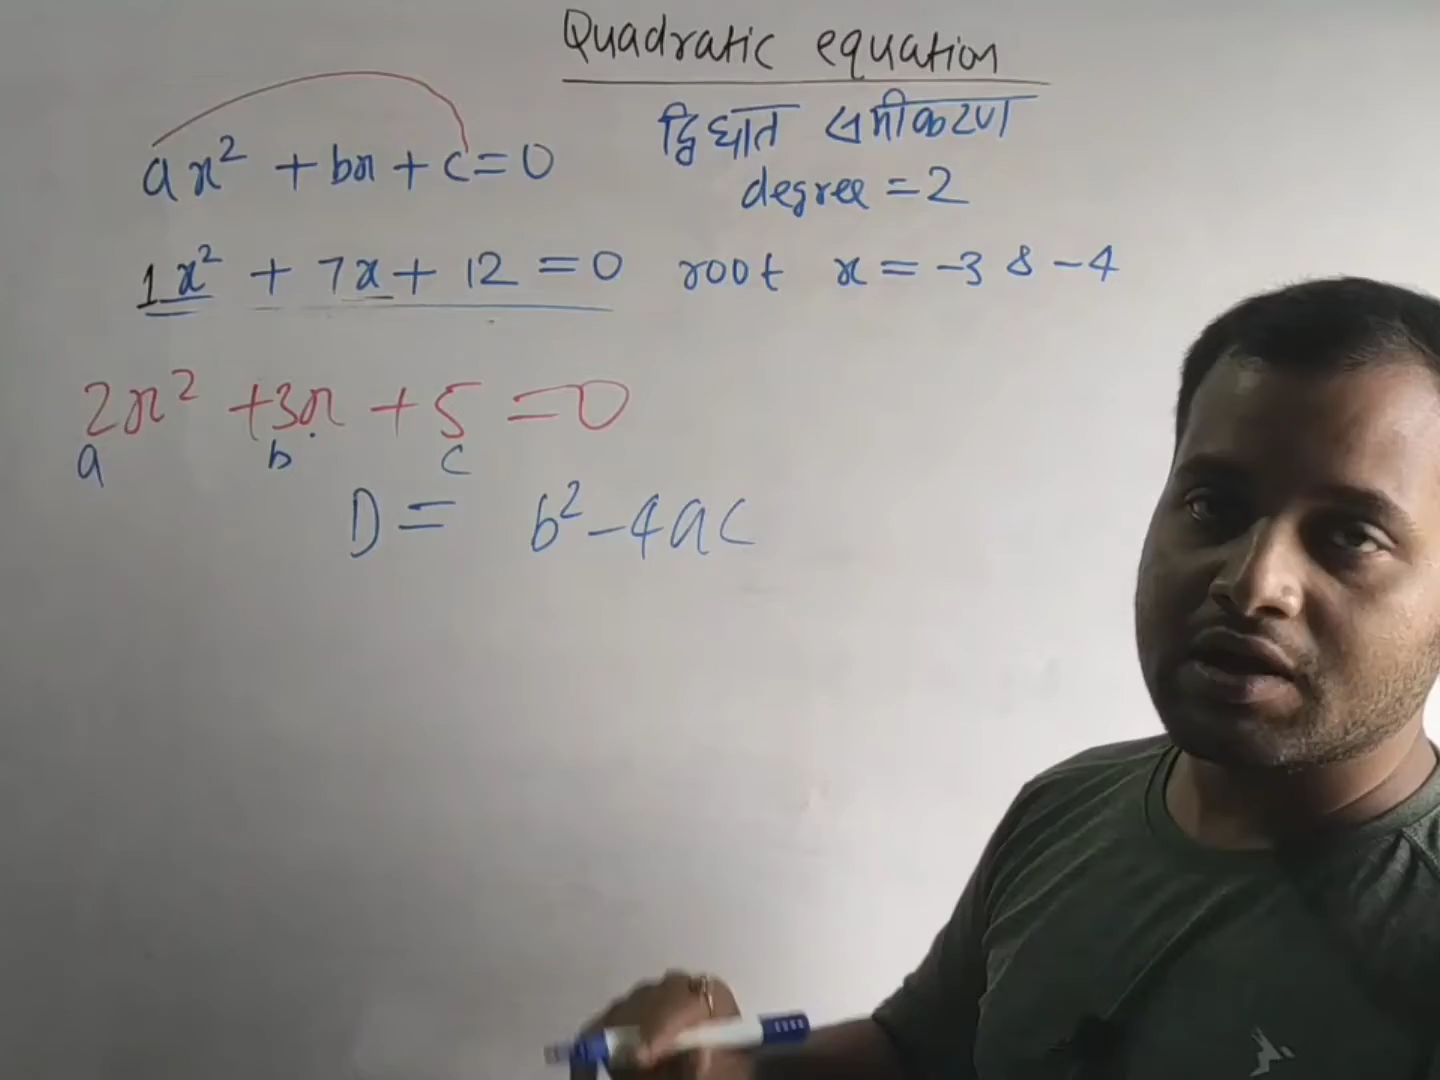 Quadratic equation
द्विघात समीकरण
degree = 2
ax² + bx + c = 0
1x² + 7x + 12 = 0 root x = -3 & -4
2x² + 3x + 5 = 0
a b c
D = b² - 4ac